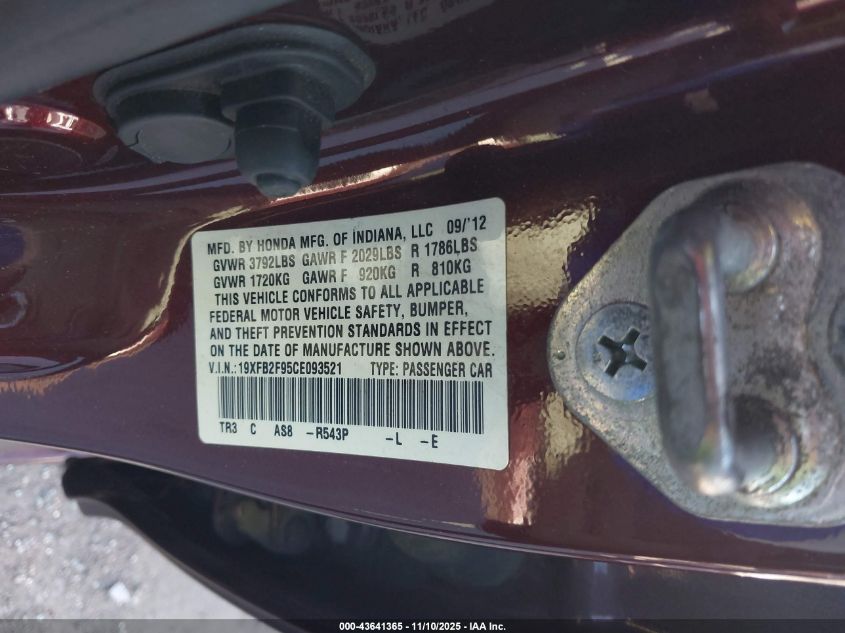 MFD. BY HONDA MFG. OF INDIANA, LLC 09/'12
GVWR 3792LBS GAWR F 2029LBS R 1786LBS
GVWR 1720KG GAWR F 920KG R 810KG
THIS VEHICLE CONFORMS TO ALL APPLICABLE
FEDERAL MOTOR VEHICLE SAFETY, BUMPER,
AND THEFT PREVENTION STANDARDS IN EFFECT
ON THE DATE OF MANUFACTURE SHOWN ABOVE.
V.I.N.:19XFB2F95CE093521 TYPE: PASSENGER CAR
TR3 C AS8 -R543P -L -E
000-43641365 - 11/10/2025 - IAA Inc.